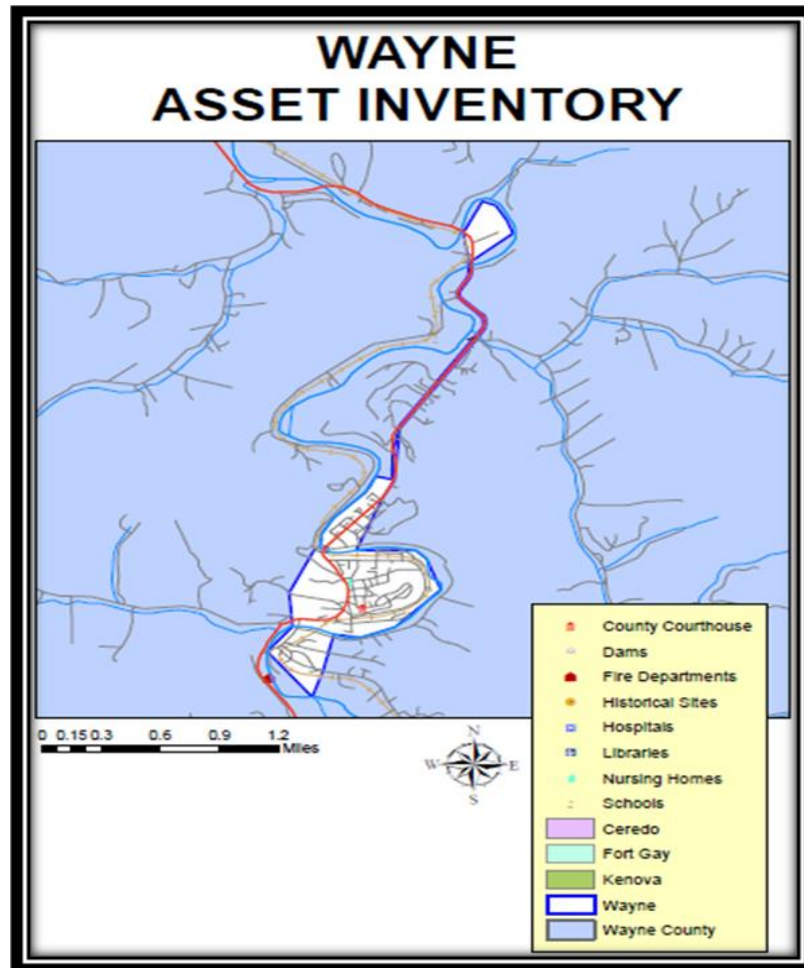 WAYNE
ASSET INVENTORY
County Courthouse
Dams
Fire Departments
Historical Sites
Hospitals
Libraries
Nursing Homes
Schools
Ceredo
Fort Gay
Kenova
Wayne
Wayne County
0 0.15 0.3 0.6 0.9 1.2
Miles
N
W E
S